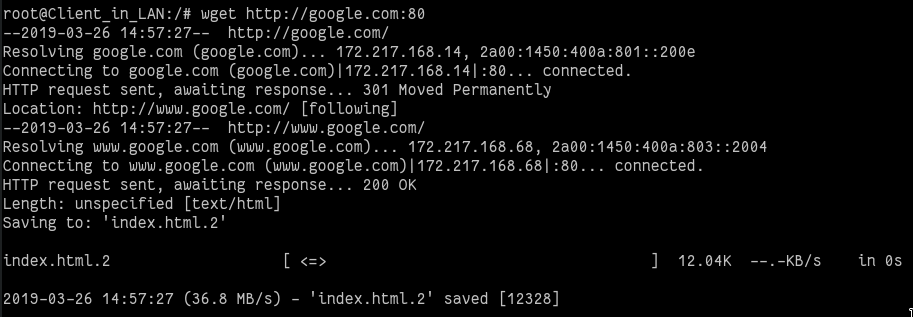 root@Client_in_LAN:/# wget http://google.com:80
--2019-03-26 14:57:27--  http://google.com/
Resolving google.com (google.com)... 172.217.168.14, 2a00:1450:400a:801::200e
Connecting to google.com (google.com)|172.217.168.14|:80... connected.
HTTP request sent, awaiting response... 301 Moved Permanently
Location: http://www.google.com/ [following]
--2019-03-26 14:57:27--  http://www.google.com/
Resolving www.google.com (www.google.com)... 172.217.168.68, 2a00:1450:400a:803::2004
Connecting to www.google.com (www.google.com)|172.217.168.68|:80... connected.
HTTP request sent, awaiting response... 200 OK
Length: unspecified [text/html]
Saving to: 'index.html.2'
index.html.2                   [ <=>                                    ]  12.04K  --.-KB/s    in 0s
2019-03-26 14:57:27 (36.8 MB/s) - 'index.html.2' saved [12328]